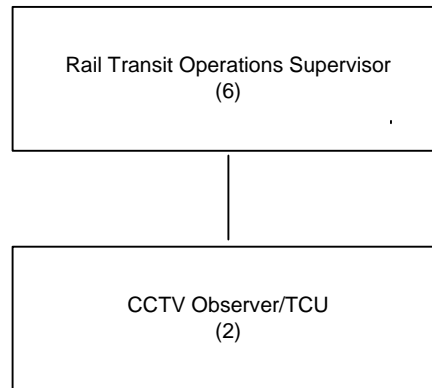 Rail Transit Operations Supervisor
(6)
CCTV Observer/TCU
(2)